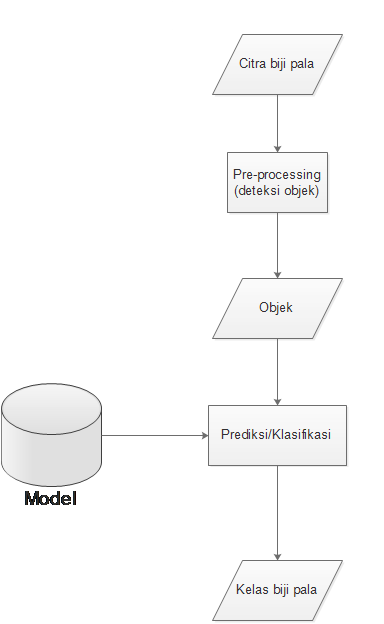 Citra biji pala
Pre-processing
(deteksi objek)
Objek
Prediksi/Klasifikasi
Model
Kelas biji pala